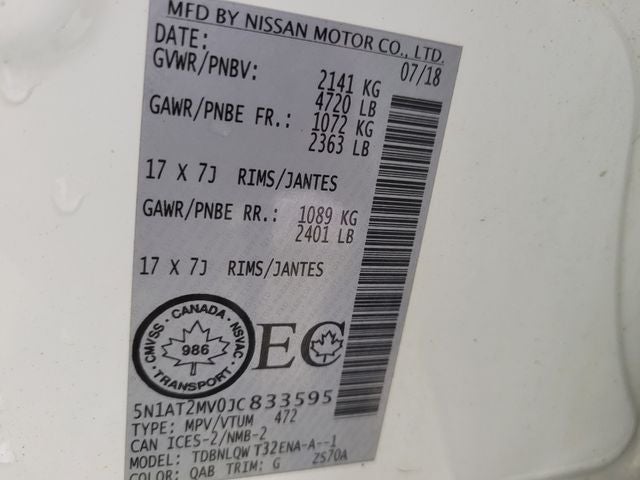 MFD BY NISSAN MOTOR CO., LTD.
DATE: 07/18
GVWR/PNBV: 2141 KG
4720 LB
GAWR/PNBE FR.: 1072 KG
2363 LB
17 X 7J RIMS/JANTES
GAWR/PNBE RR.: 1089 KG
2401 LB
17 X 7J RIMS/JANTES
CMVSS · CANADA · NSVAC
986
TRANSPORT
EC
5N1AT2MV0JC833595
TYPE: MPV/VTUM 472
CAN ICES-2/NMB-2
MODEL: TDBNLQW T32ENA-A--1
COLOR: QAB TRIM: G ZS70A